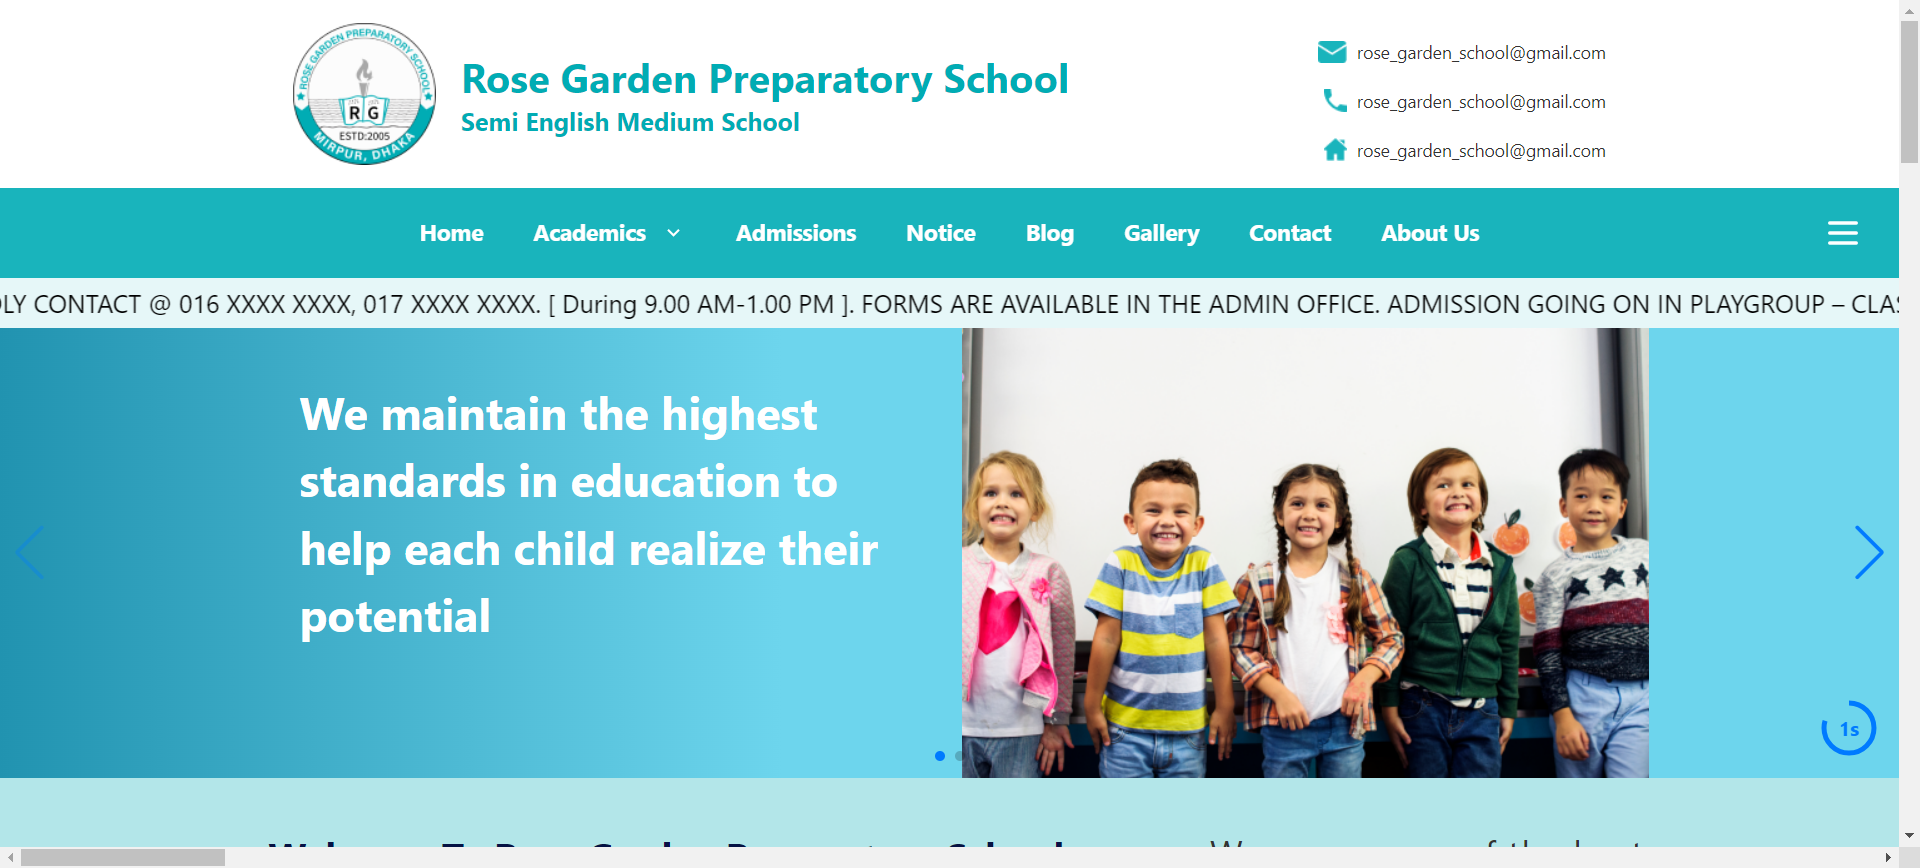 ROSE GARDEN PREPARATORY SCHOOL
R G
ESTD:2005
MIRPUR, DHAKA
Rose Garden Preparatory School
Semi English Medium School
rose_garden_school@gmail.com
rose_garden_school@gmail.com
rose_garden_school@gmail.com
Home Academics Admissions Notice Blog Gallery Contact About Us
CONTACT @ 016 XXXX XXXX, 017 XXXX XXXX. [ During 9.00 AM-1.00 PM ]. FORMS ARE AVAILABLE IN THE ADMIN OFFICE. ADMISSION GOING ON IN PLAYGROUP –
We maintain the highest
standards in education to
help each child realize their
potential
1s